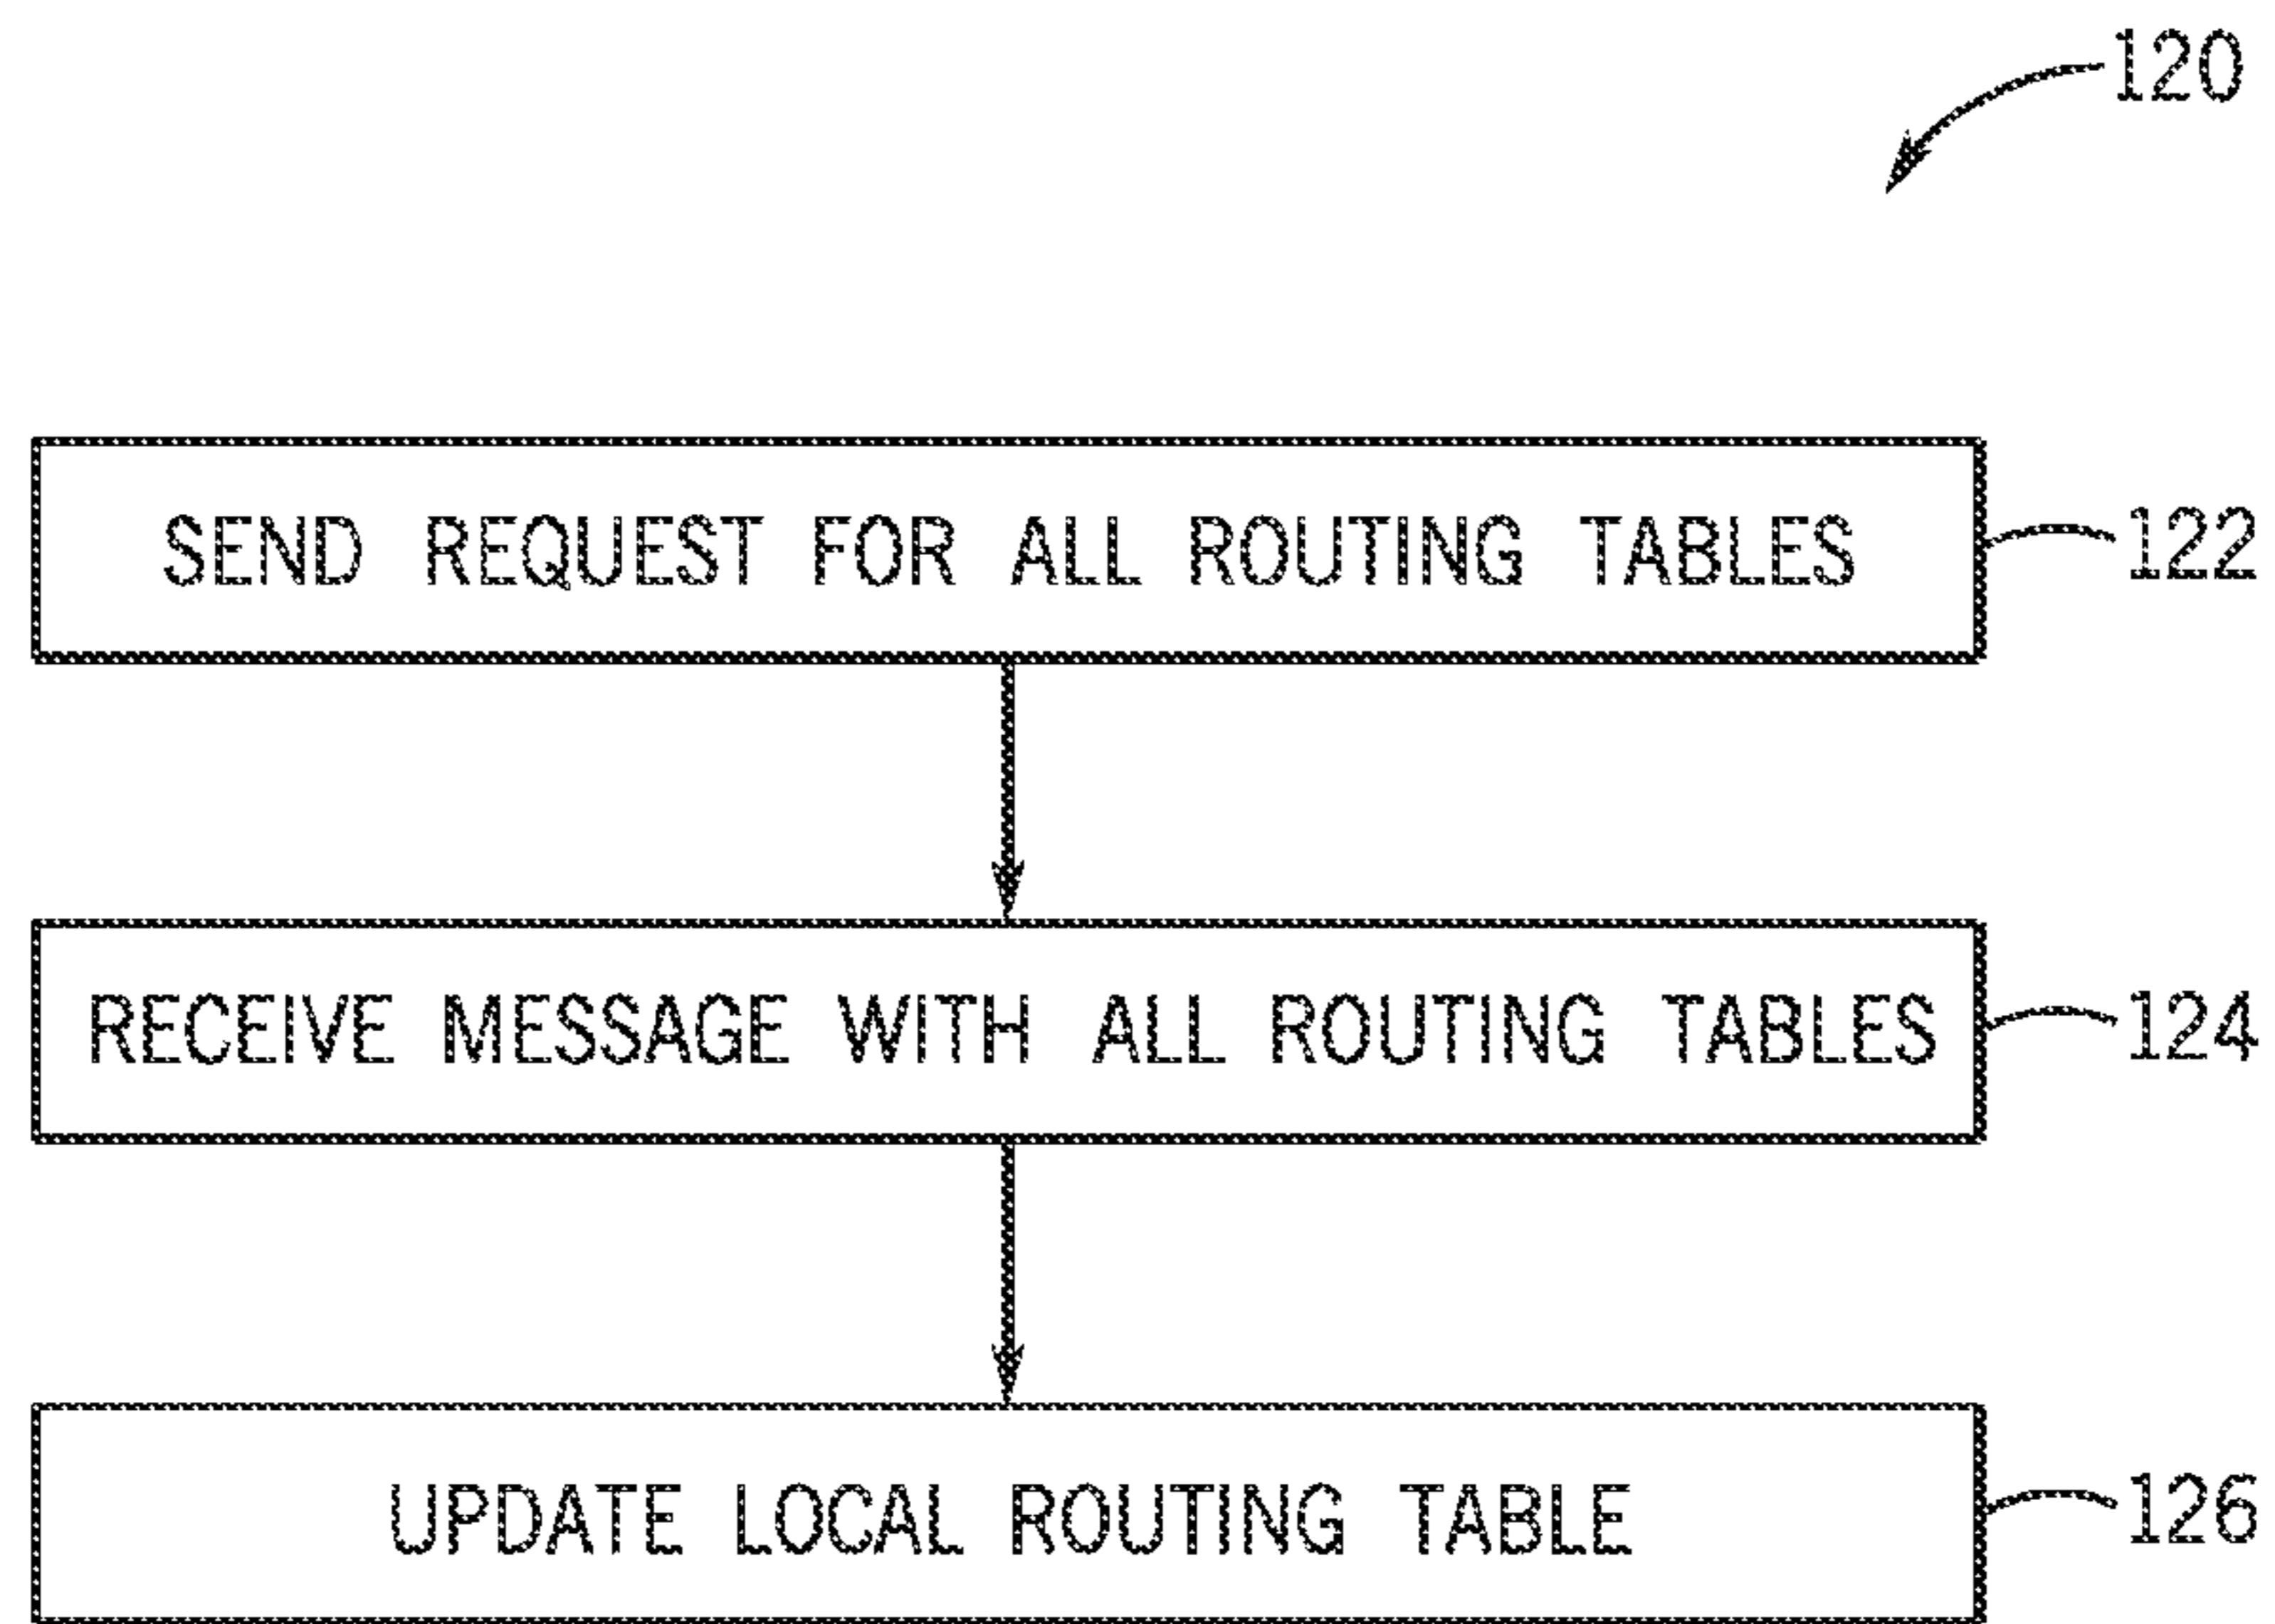 120
SEND REQUEST FOR ALL ROUTING TABLES
122
RECEIVE MESSAGE WITH ALL ROUTING TABLES
124
UPDATE LOCAL ROUTING TABLE
126